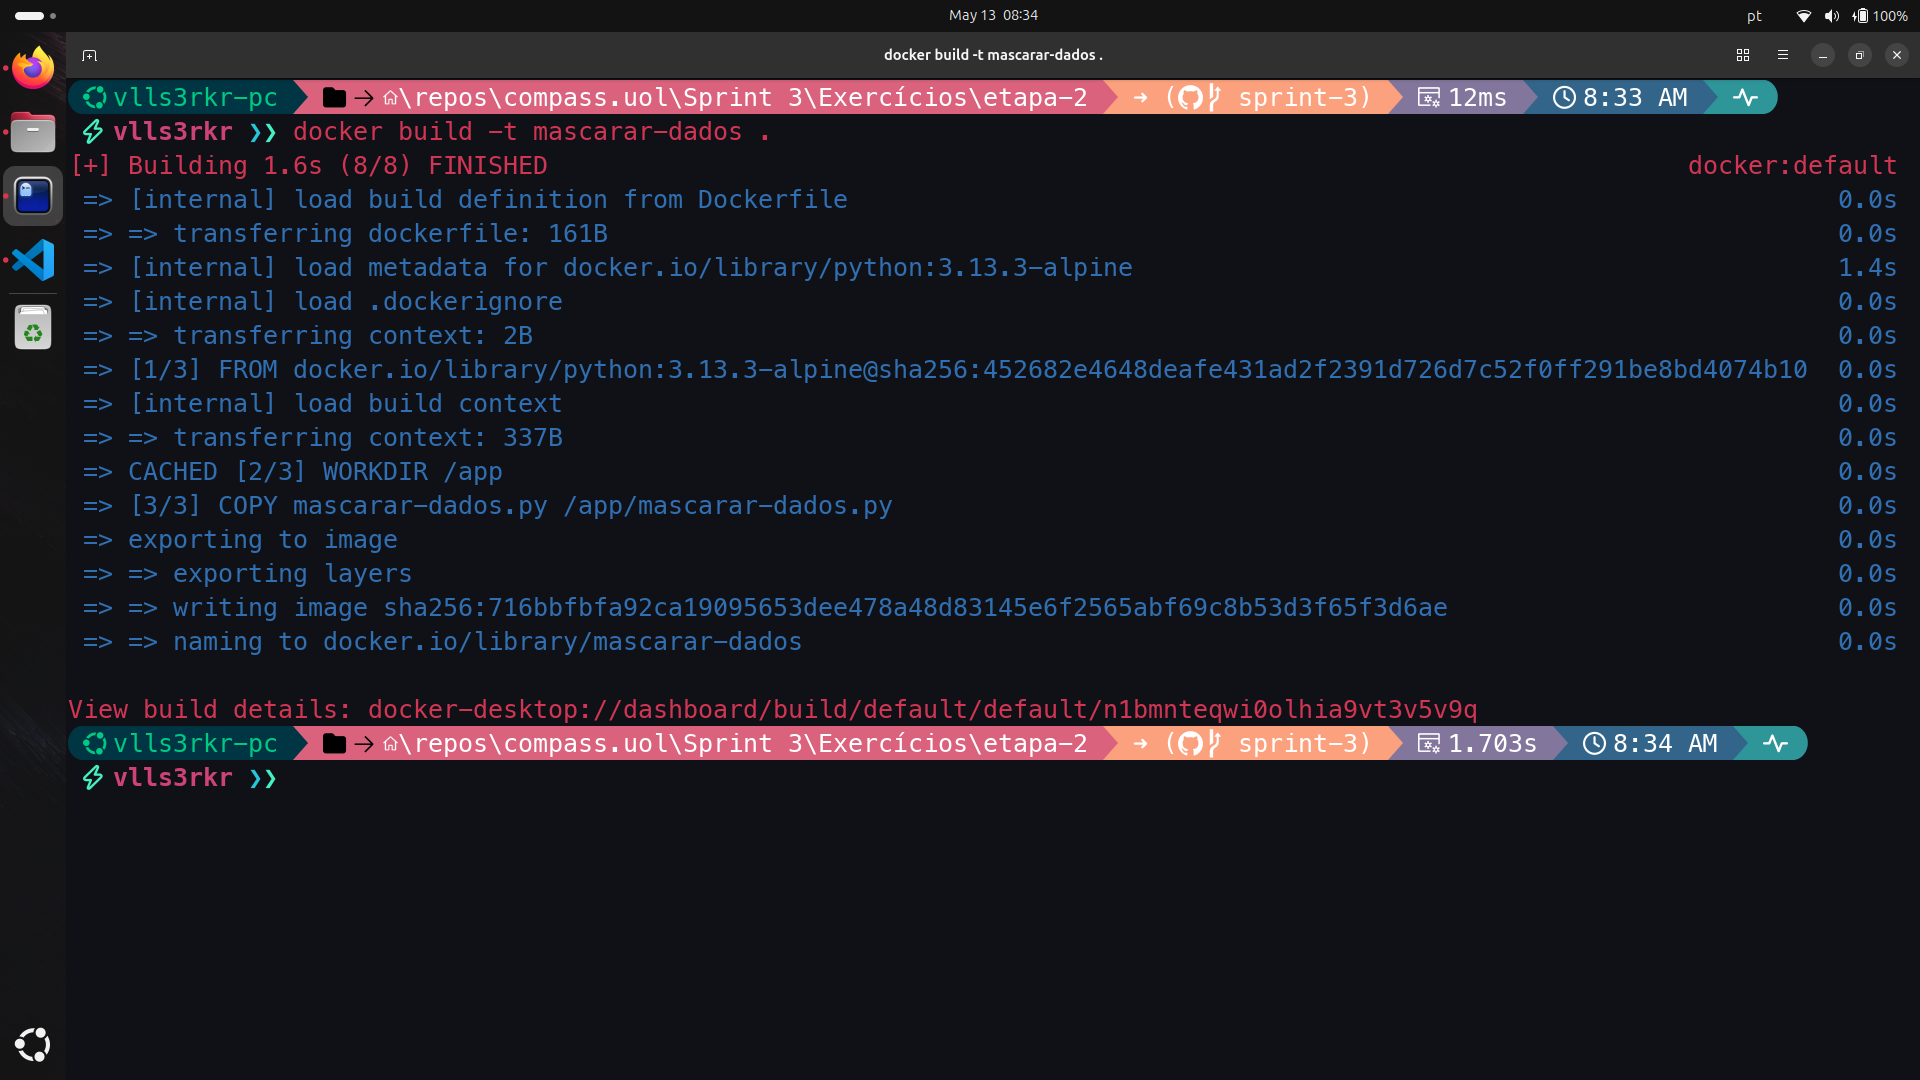 May 13 08:34
pt
100%
docker build -t mascarar-dados .
vlls3rkr-pc \repos\compass.uol\Sprint 3\Exercícios\etapa-2 ( sprint-3) 12ms 8:33 AM
vlls3rkr ❯❯ docker build -t mascarar-dados .
[+] Building 1.6s (8/8) FINISHED docker:default
=> [internal] load build definition from Dockerfile 0.0s
=> => transferring dockerfile: 161B 0.0s
=> [internal] load metadata for docker.io/library/python:3.13.3-alpine 1.4s
=> [internal] load .dockerignore 0.0s
=> => transferring context: 2B 0.0s
=> [1/3] FROM docker.io/library/python:3.13.3-alpine@sha256:452682e4648deafe431ad2f2391d726d7c52f0ff291be8bd4074b10 0.0s
=> [internal] load build context 0.0s
=> => transferring context: 337B 0.0s
=> CACHED [2/3] WORKDIR /app 0.0s
=> [3/3] COPY mascarar-dados.py /app/mascarar-dados.py 0.0s
=> exporting to image 0.0s
=> => exporting layers 0.0s
=> => writing image sha256:716bbfbfa92ca19095653dee478a48d83145e6f2565abf69c8b53d3f65f3d6ae 0.0s
=> => naming to docker.io/library/mascarar-dados 0.0s
View build details: docker-desktop://dashboard/build/default/default/n1bmnteqwi0olhia9vt3v5v9q
vlls3rkr-pc \repos\compass.uol\Sprint 3\Exercícios\etapa-2 ( sprint-3) 1.703s 8:34 AM
vlls3rkr ❯❯